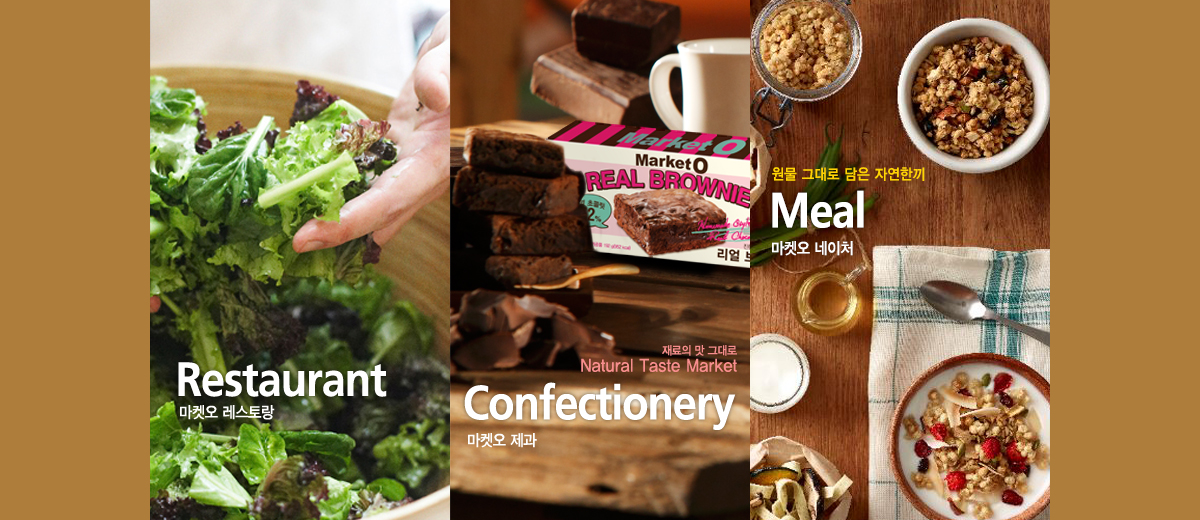 Restaurant
마켓오 레스토랑
Market O
Market O
REAL BROWNIE
리얼
재료의 맛 그대로
Natural Taste Market
Confectionery
마켓오 제과
원물 그대로 담은 자연한끼
Meal
마켓오 네이처